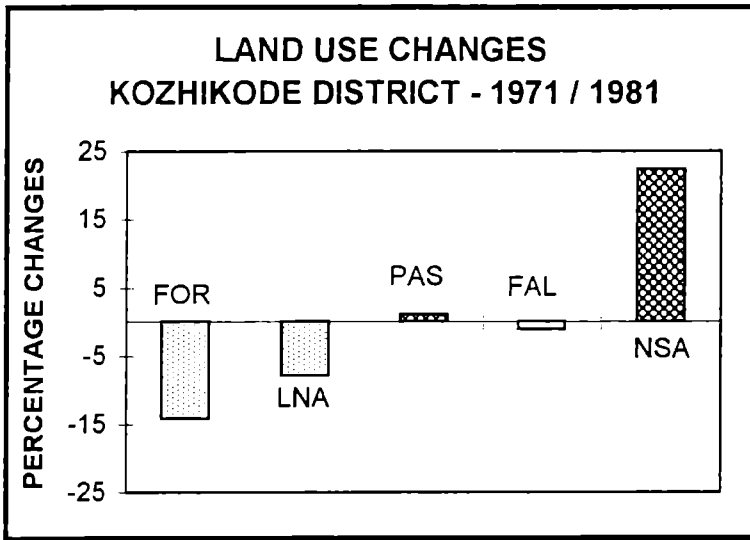 LAND USE CHANGES
KOZHIKODE DISTRICT - 1971 / 1981
PERCENTAGE CHANGES
25
15
5
-5
-15
-25
FOR
LNA
PAS
FAL
NSA